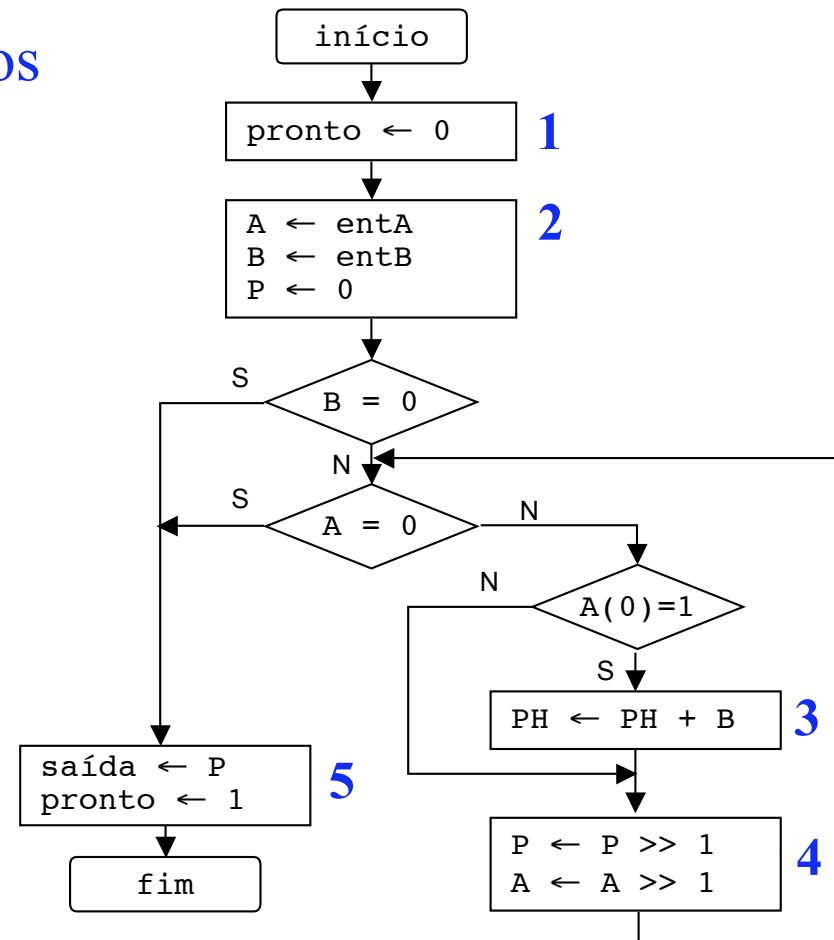 os
início
pronto ← 0
1
A ← entA
B ← entB
P ← 0
2
S
B = 0
N
S
A = 0
N
N
A(0)=1
S
PH ← PH + B
3
saída ← P
pronto ← 1
5
P ← P >> 1
A ← A >> 1
4
fim